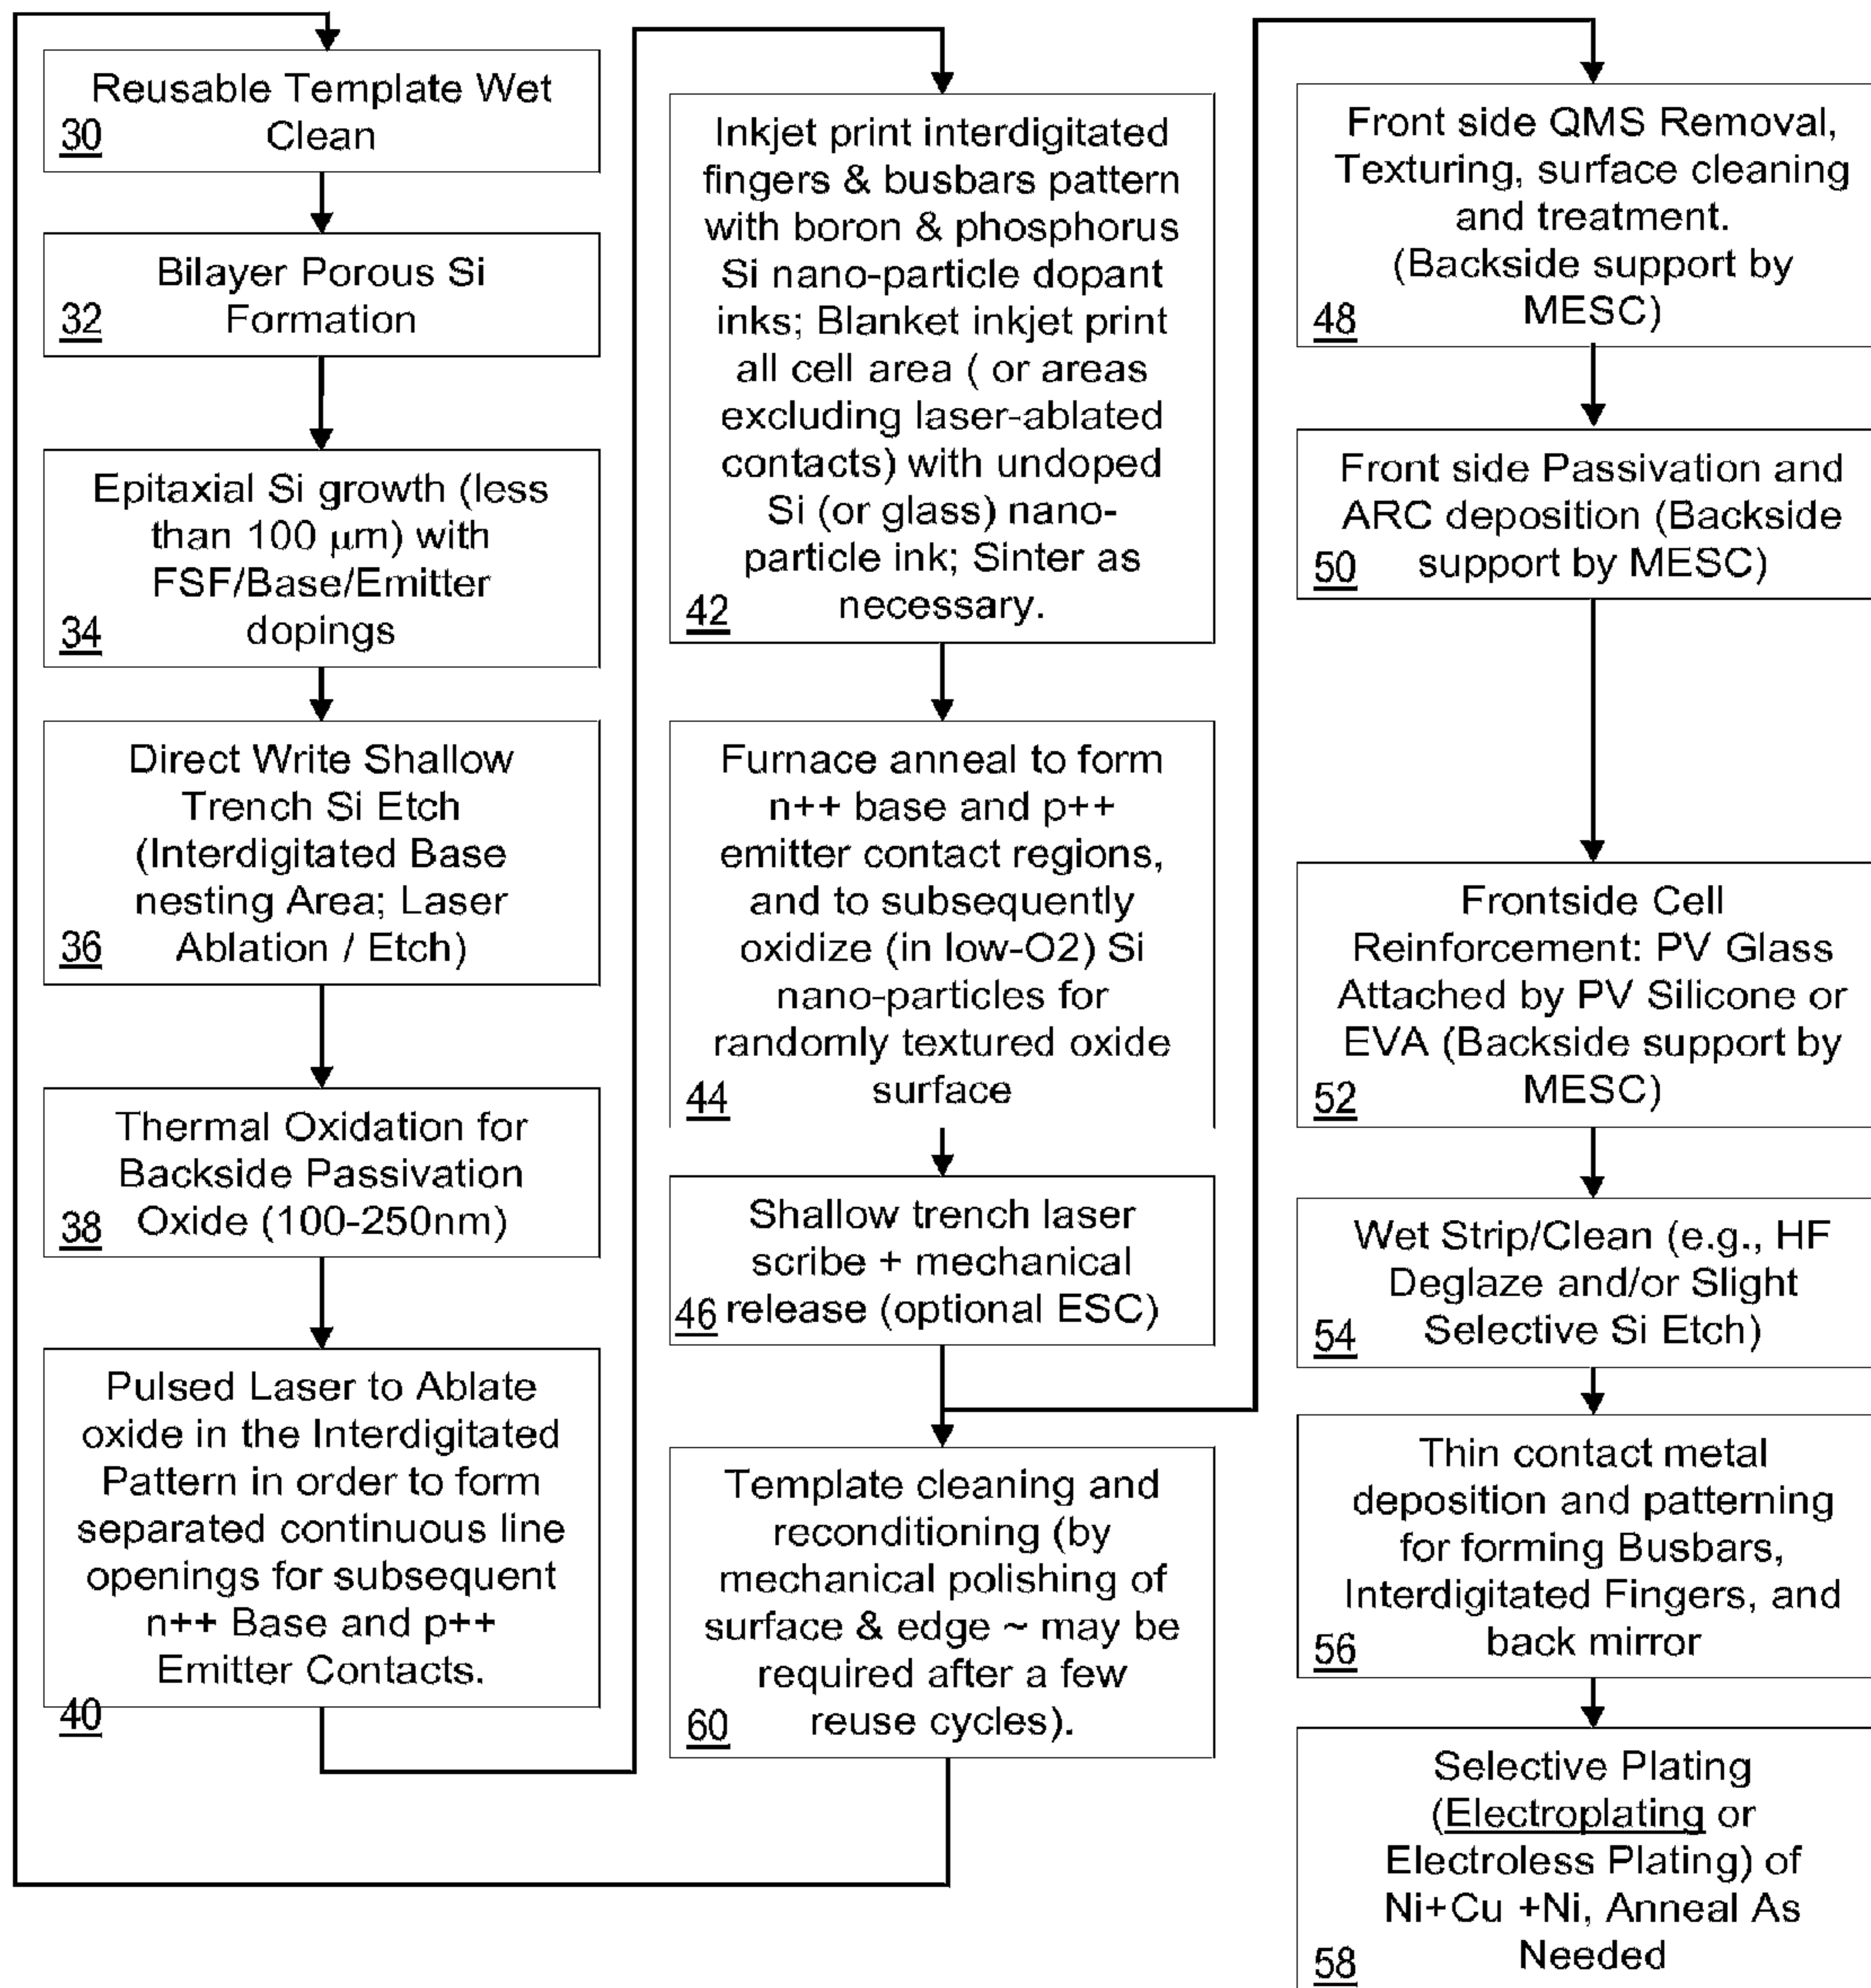 Reusable Template Wet
30 Clean
Bilayer Porous Si
32 Formation
Epitaxial Si growth (less
than 100 μm) with
FSF/Base/Emitter
34 dopings
Direct Write Shallow
Trench Si Etch
(Interdigitated Base
nesting Area; Laser
36 Ablation / Etch)
Thermal Oxidation for
Backside Passivation
38 Oxide (100-250nm)
Pulsed Laser to Ablate
oxide in the Interdigitated
Pattern in order to form
separated continuous line
openings for subsequent
n++ Base and p++
Emitter Contacts.
40
Inkjet print interdigitated
fingers & busbars pattern
with boron & phosphorus
Si nano-particle dopant
inks; Blanket inkjet print
all cell area ( or areas
excluding laser-ablated
contacts) with undoped
Si (or glass) nano-
particle ink; Sinter as
42 necessary.
Furnace anneal to form
n++ base and p++
emitter contact regions,
and to subsequently
oxidize (in low-O2) Si
nano-particles for
randomly textured oxide
44 surface
Shallow trench laser
scribe + mechanical
46 release (optional ESC)
Template cleaning and
reconditioning (by
mechanical polishing of
surface & edge ~ may be
required after a few
60 reuse cycles).
Front side QMS Removal,
Texturing, surface cleaning
and treatment.
(Backside support by
48 MESC)
Front side Passivation and
ARC deposition (Backside
50 support by MESC)
Frontside Cell
Reinforcement: PV Glass
Attached by PV Silicone or
EVA (Backside support by
52 MESC)
Wet Strip/Clean (e.g., HF
Deglaze and/or Slight
54 Selective Si Etch)
Thin contact metal
deposition and patterning
for forming Busbars,
Interdigitated Fingers, and
56 back mirror
Selective Plating
(Electroplating or
Electroless Plating) of
Ni+Cu +Ni, Anneal As
58 Needed